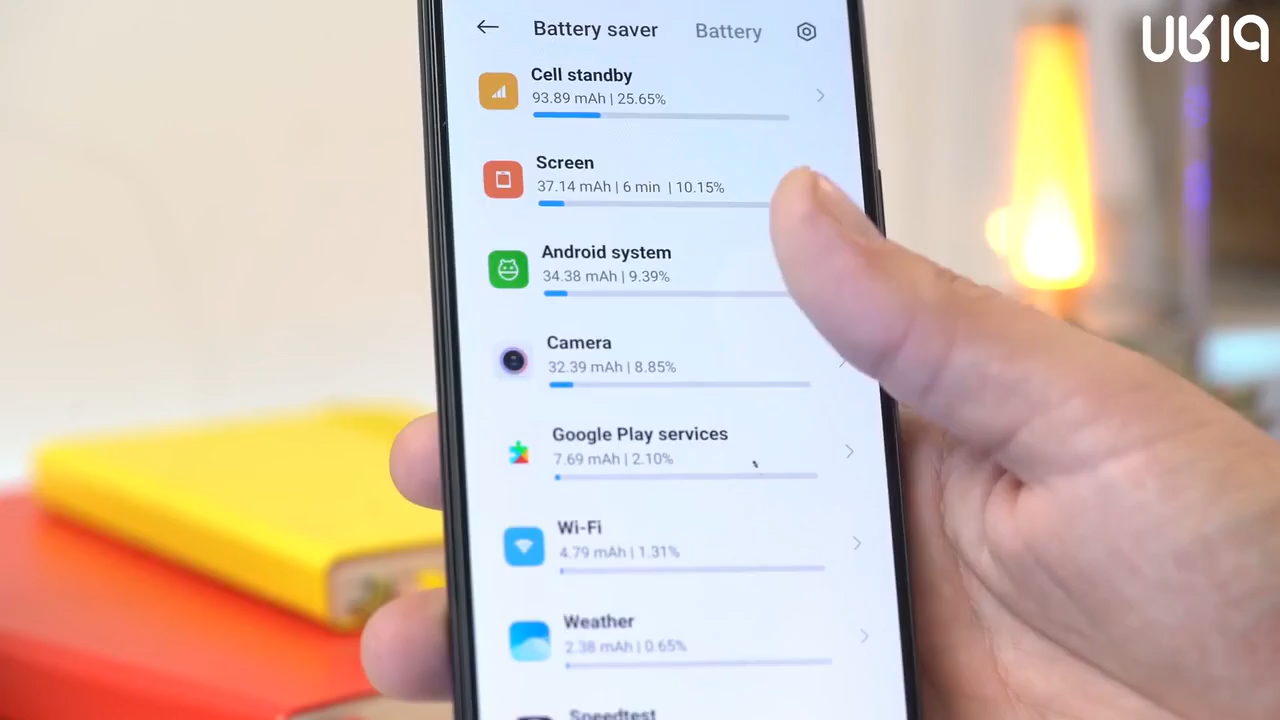 Battery saver
Battery
Cell standby
93.89 mAh | 25.65%
Screen
37.14 mAh | 6 min | 10.15%
Android system
34.38 mAh | 9.39%
Camera
32.39 mAh | 8.85%
Google Play services
7.69 mAh | 2.10%
Wi-Fi
4.79 mAh | 1.31%
Weather
2.38 mAh | 0.65%
Speedtest